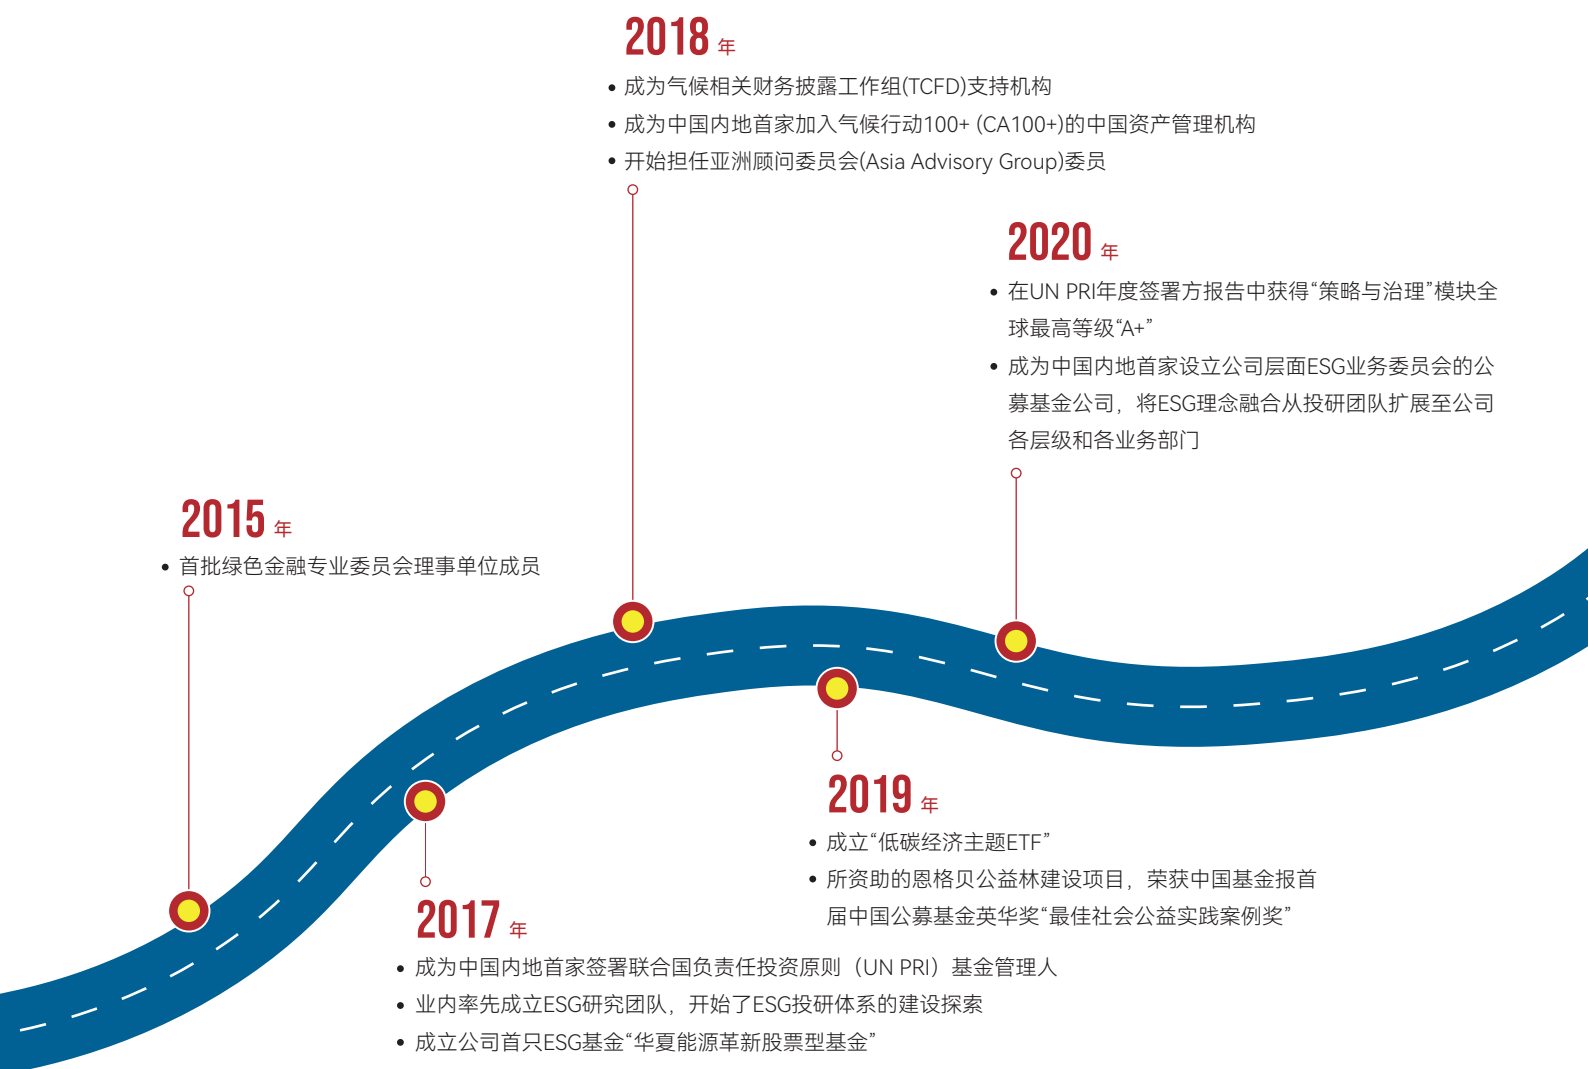 2018 年
• 成为气候相关财务披露工作组(TCFD)支持机构
• 成为中国内地首家加入气候行动100+ (CA100+)的中国资产管理机构
• 开始担任亚洲顾问委员会(Asia Advisory Group)委员
2020 年
• 在UN PRI年度签署方报告中获得“策略与治理”模块全
球最高等级“A+”
• 成为中国内地首家设立公司层面ESG业务委员会的公
募基金公司，将ESG理念融合从投研团队扩展至公司
各层级和各业务部门
2015 年
• 首批绿色金融专业委员会理事单位成员
2019 年
• 成立“低碳经济主题ETF”
• 所资助的恩格贝公益林建设项目，荣获中国基金报首
届中国公募基金英华奖“最佳社会公益实践案例奖”
2017 年
• 成为中国内地首家签署联合国负责任投资原则（UN PRI）基金管理人
• 业内率先成立ESG研究团队，开始了ESG投研体系的建设探索
• 成立公司首只ESG基金“华夏能源革新股票型基金”